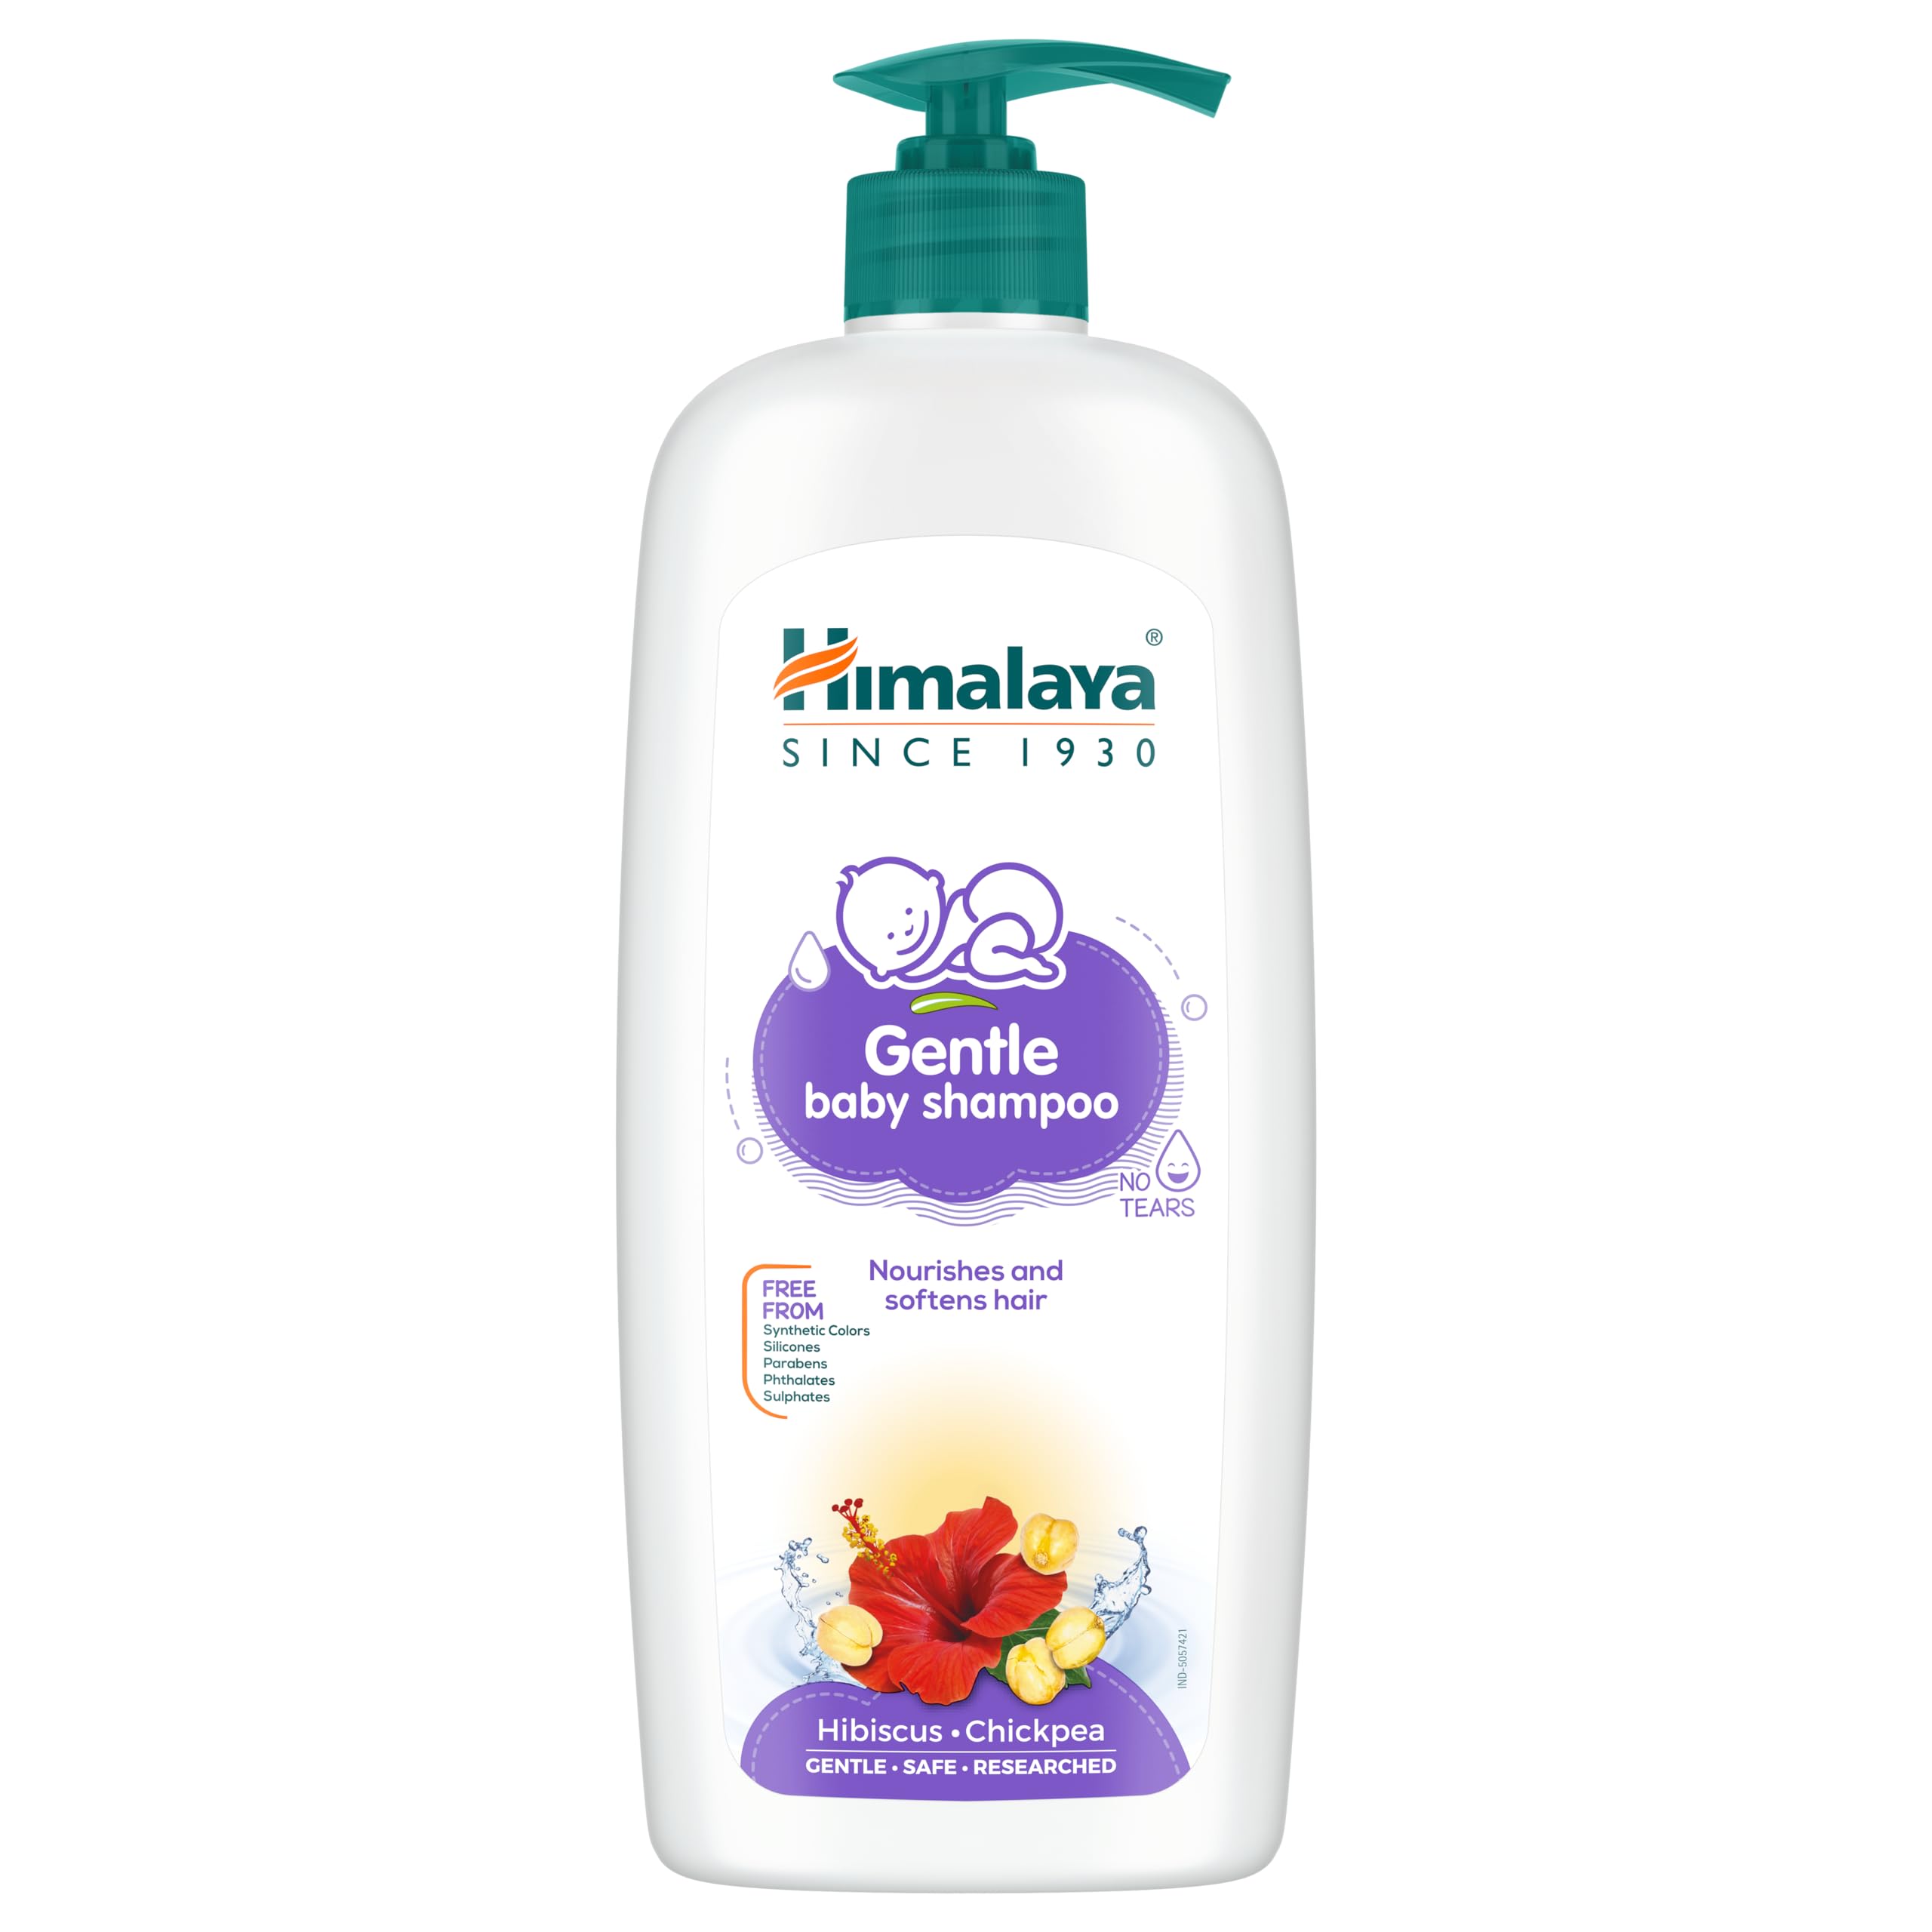 Himalaya®
SINCE 1930
Gentle
baby shampoo
NO
TEARS
Nourishes and
softens hair
FREE
FROM
Synthetic Colors
Silicones
Parabens
Phthalates
Sulphates
IND-5057421
Hibiscus • Chickpea
GENTLE • SAFE • RESEARCHED